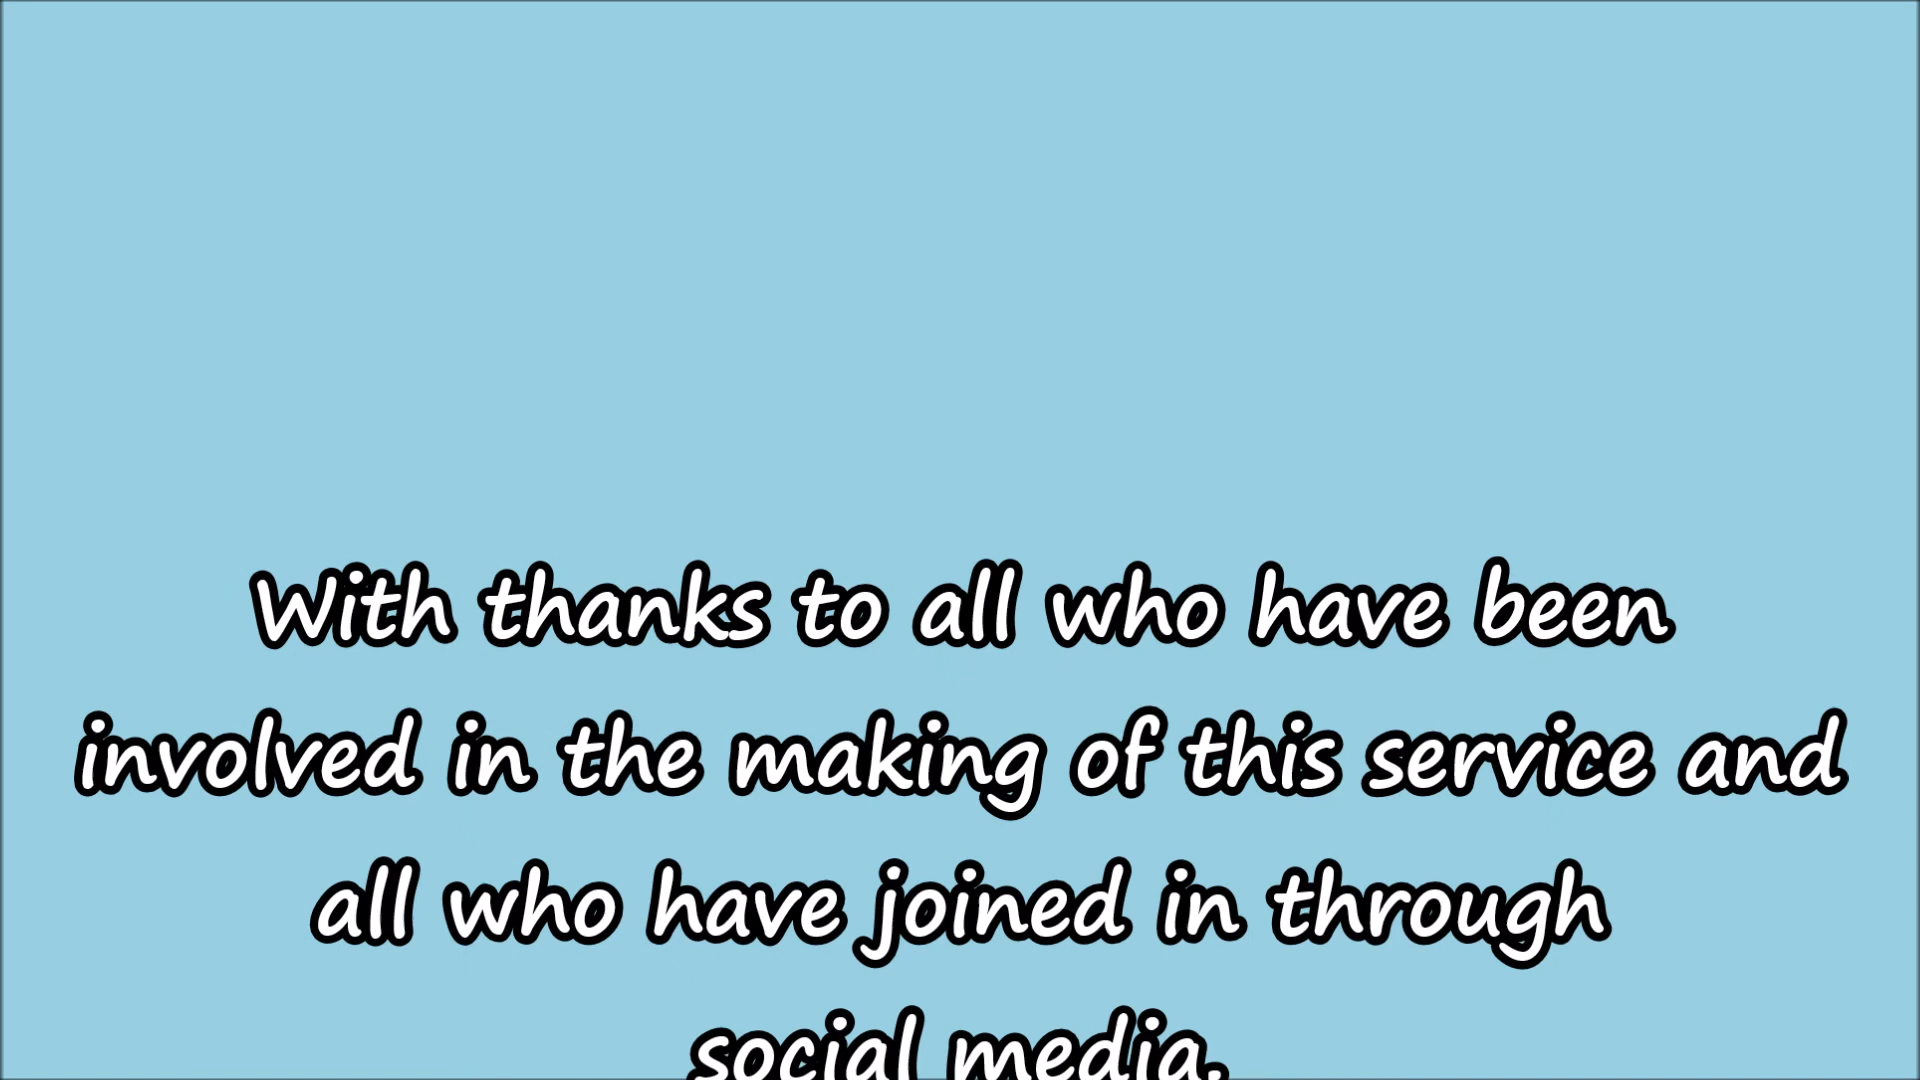 With thanks to all who have been
involved in the making of this service and
all who have joined in through
social media.